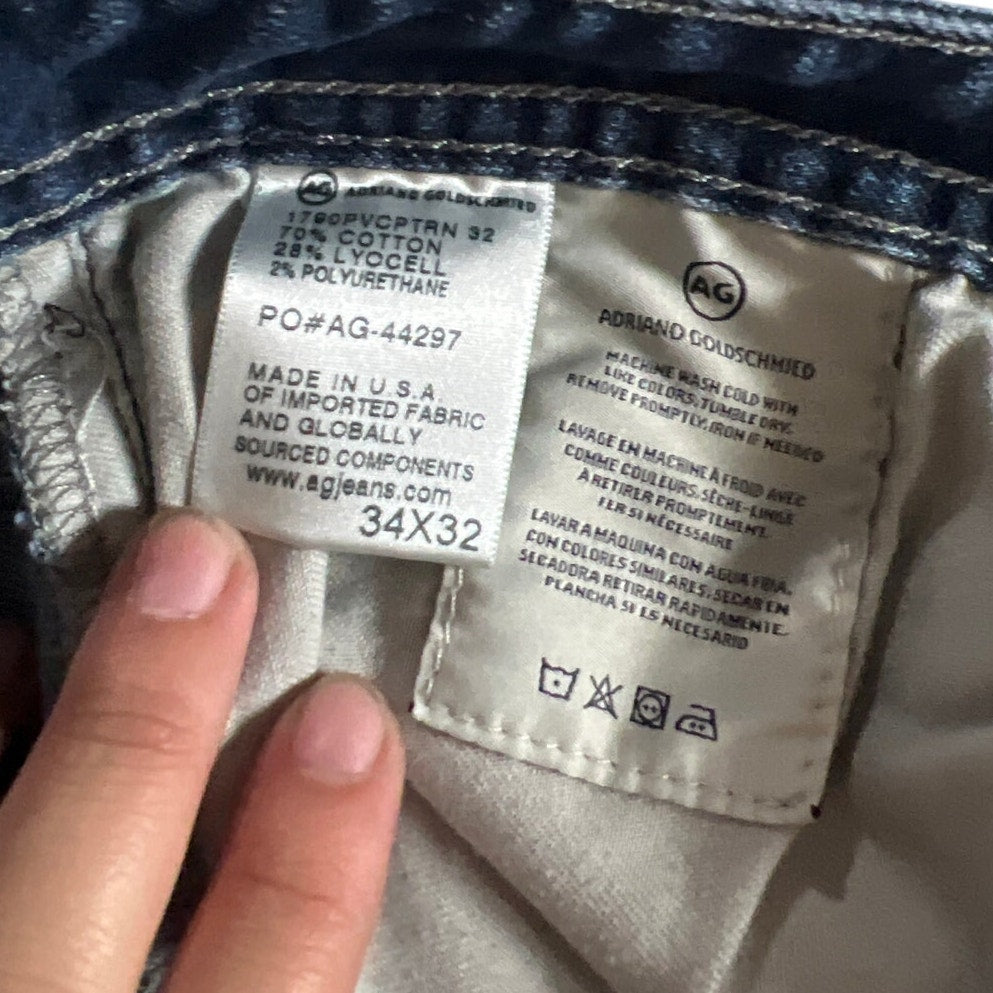 AG ADRIANO GOLDSCHMIED
1790PVCPTRN 32
70% COTTON
28% LYOCELL
2% POLYURETHANE
PO#AG-44297
MADE IN U.S.A.
OF IMPORTED FABRIC
AND GLOBALLY
SOURCED COMPONENTS
www.agjeans.com
34X32
AG
ADRIANO GOLDSCHMIED
MACHINE WASH COLD WITH
LIKE COLORS. TUMBLE DRY.
REMOVE PROMPTLY. IRON IF NEEDED
LAVAGE EN MACHINE À FROID AVEC
COMME COULEURS. SÈCHE-LINGE
À RETIRER PROMPTEMENT.
FER SI NÉCESSAIRE
LAVAR A MAQUINA CON AGUA FRIA.
CON COLORES SIMILARES. SECAR EN
SECADORA RETIRAR RAPIDAMENTE.
PLANCHA SI ES NECESARIO